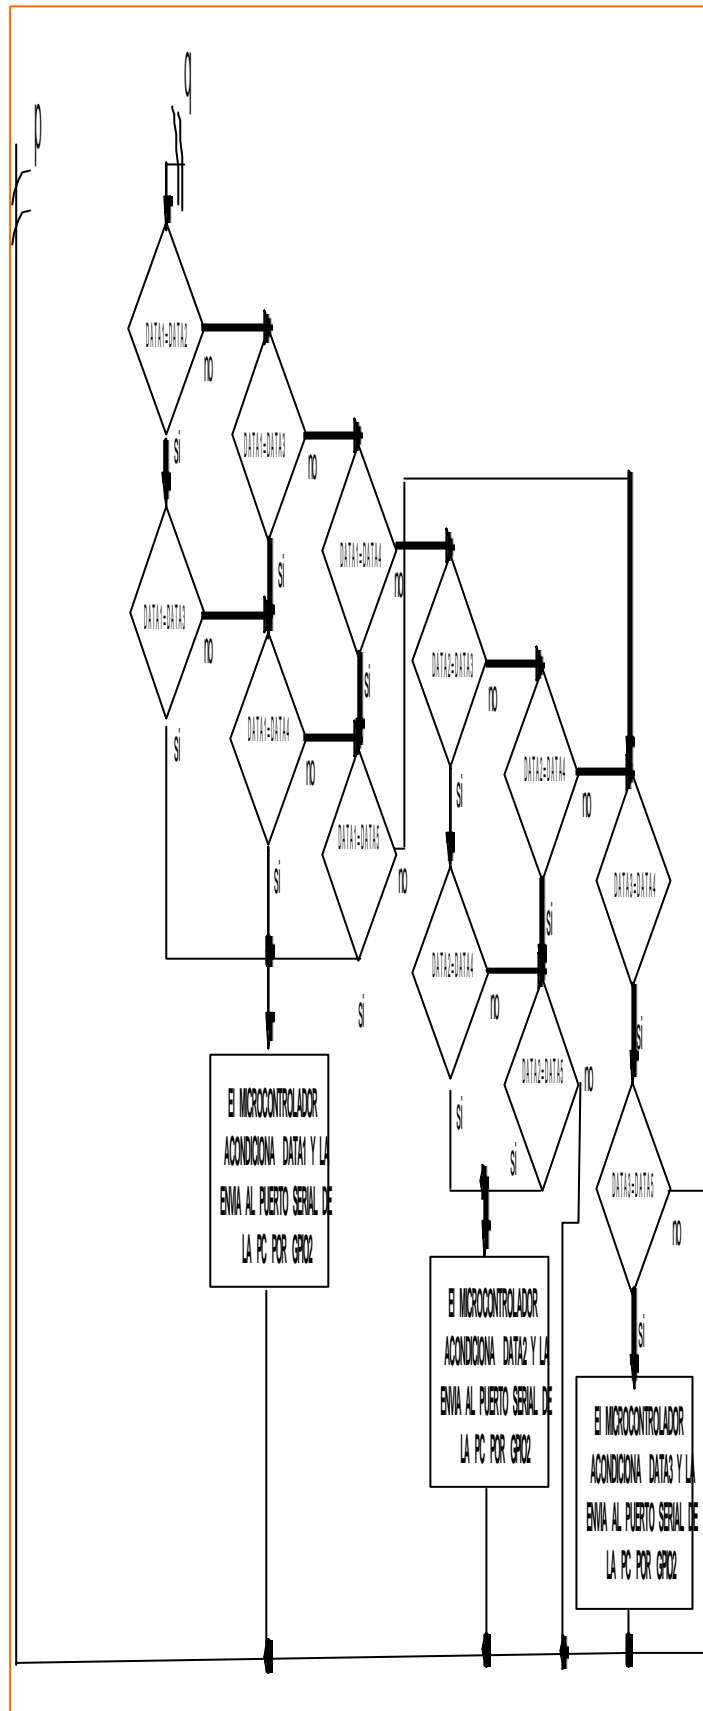 q
p
DATA1=DATA2
no
si
DATA1=DATA3
no
si
DATA1=DATA4
no
si
DATA1=DATA3
no
si
DATA2=DATA3
no
si
DATA1=DATA4
no
si
DATA2=DATA4
no
si
DATA1=DATA5
no
si
DATA3=DATA4
si
DATA2=DATA4
no
si
DATA2=DATA5
no
si
DATA3=DATA5
no
si
El MICROCONTROLADOR
ACONDICIONA DATA1 Y LA
ENVIA AL PUERTO SERIAL DE
LA PC POR GPIO2
El MICROCONTROLADOR
ACONDICIONA DATA2 Y LA
ENVIA AL PUERTO SERIAL DE
LA PC POR GPIO2
El MICROCONTROLADOR
ACONDICIONA DATA3 Y LA
ENVIA AL PUERTO SERIAL DE
LA PC POR GPIO2